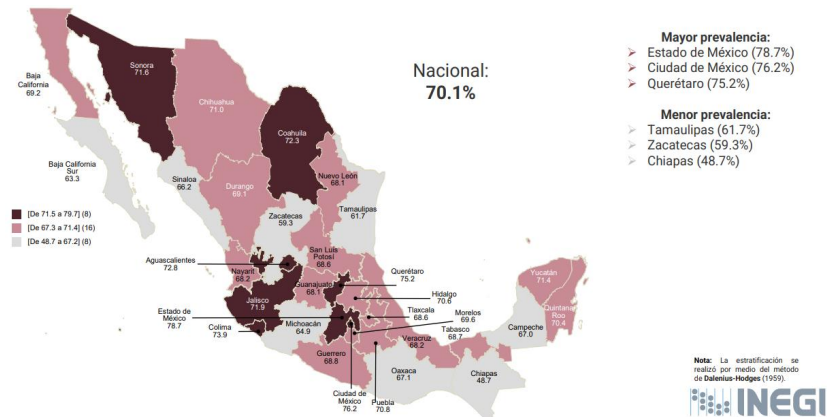 Nacional:
70.1%
Mayor prevalencia:
Estado de México (78.7%)
Ciudad de México (76.2%)
Querétaro (75.2%)
Menor prevalencia:
Tamaulipas (61.7%)
Zacatecas (59.3%)
Chiapas (48.7%)
Baja
California
69.2
Sonora
71.6
Chihuahua
71.0
Coahuila
72.3
Baja California
Sur
63.3
Sinaloa
66.2
Durango
69.1
Nuevo León
68.1
Zacatecas
59.3
Tamaulipas
61.7
[De 71.5 a 79.7] (8)
[De 67.3 a 71.4] (16)
[De 48.7 a 67.2] (8)
Aguascalientes
72.8
Nayarit
68.2
San Luis
Potosí
68.6
Guanajuato
68.1
Querétaro
75.2
Hidalgo
70.6
Jalisco
71.9
Estado de
México
78.7
Colima
73.9
Michoacán
64.9
Tlaxcala
68.6
Morelos
69.6
Veracruz
68.2
Tabasco
68.7
Campeche
67.0
Yucatán
71.4
Quintana
Roo
70.4
Guerrero
68.8
Ciudad de
México
76.2
Puebla
70.8
Oaxaca
67.1
Chiapas
48.7
Nota: La estratificación se
realizó por medio del método
de Dalenius-Hodges (1959).
INEGI